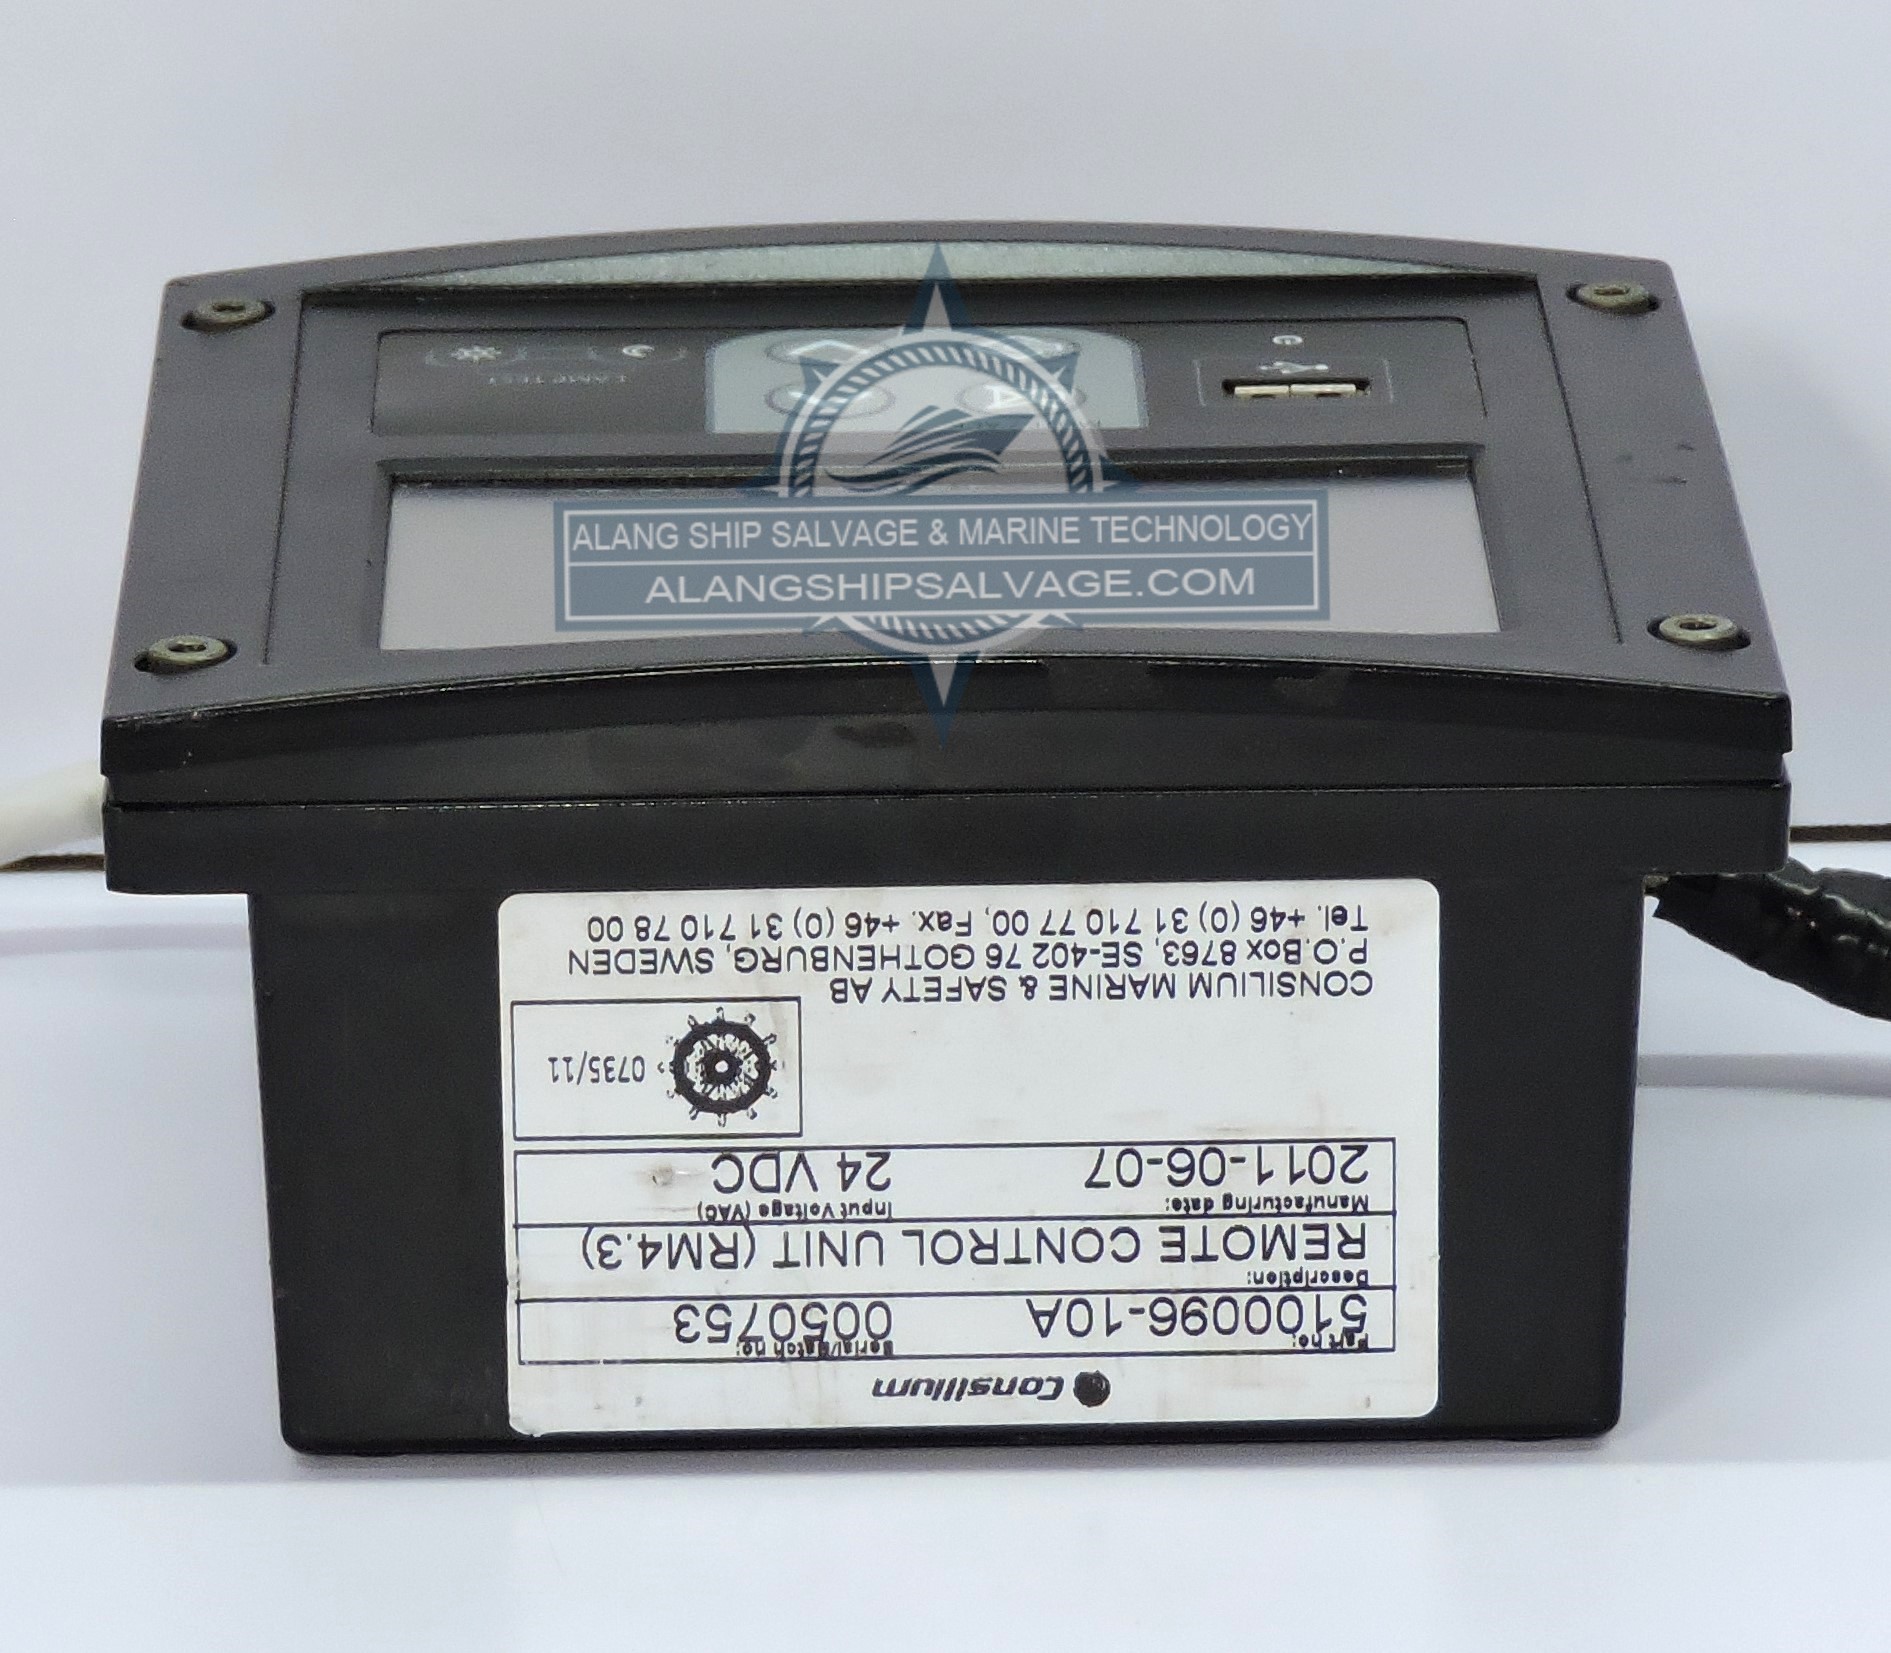 LAMP TEST
ALANG SHIP SALVAGE & MARINE TECHNOLOGY
ALANGSHIPSALVAGE.COM
Consilium
Part no: Serial/Batch no:
5100096-10A 0050753
Description:
REMOTE CONTROL UNIT (RM4.3)
Manufacturing date: Input Voltage (VAC)
2011-06-07 24 VDC
0735/11
CONSILIUM MARINE & SAFETY AB
P.O.Box 8763, SE-402 76 GOTHENBURG, SWEDEN
Tel. +46 (0) 31 710 77 00, Fax. +46 (0) 31 710 78 00